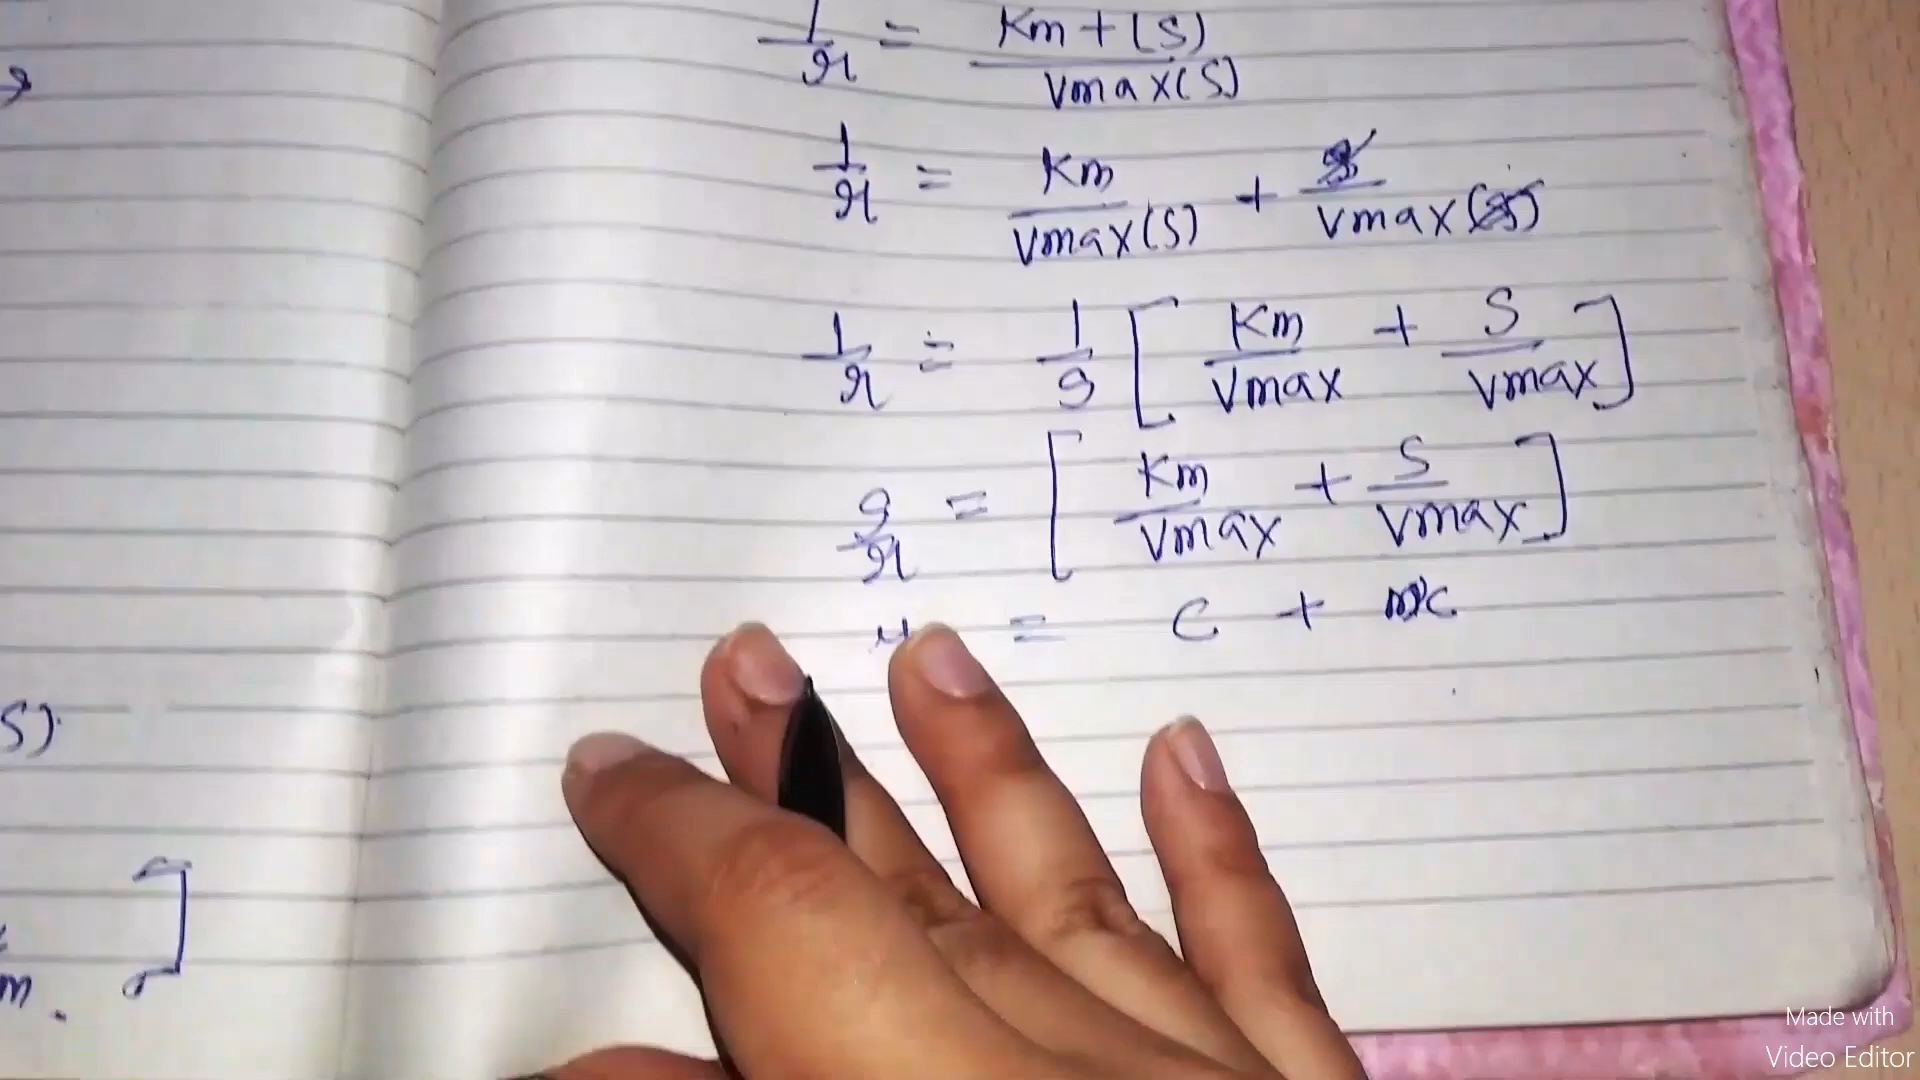 1/r = Km + (S) / Vmax(S)
1/r = Km / Vmax(S) + / Vmax
1/r = 1/s [ Km / Vmax + S / Vmax ]
s/r = [ Km / Vmax + S / Vmax ]
= C +
S)
m.
Made with
Video Editor